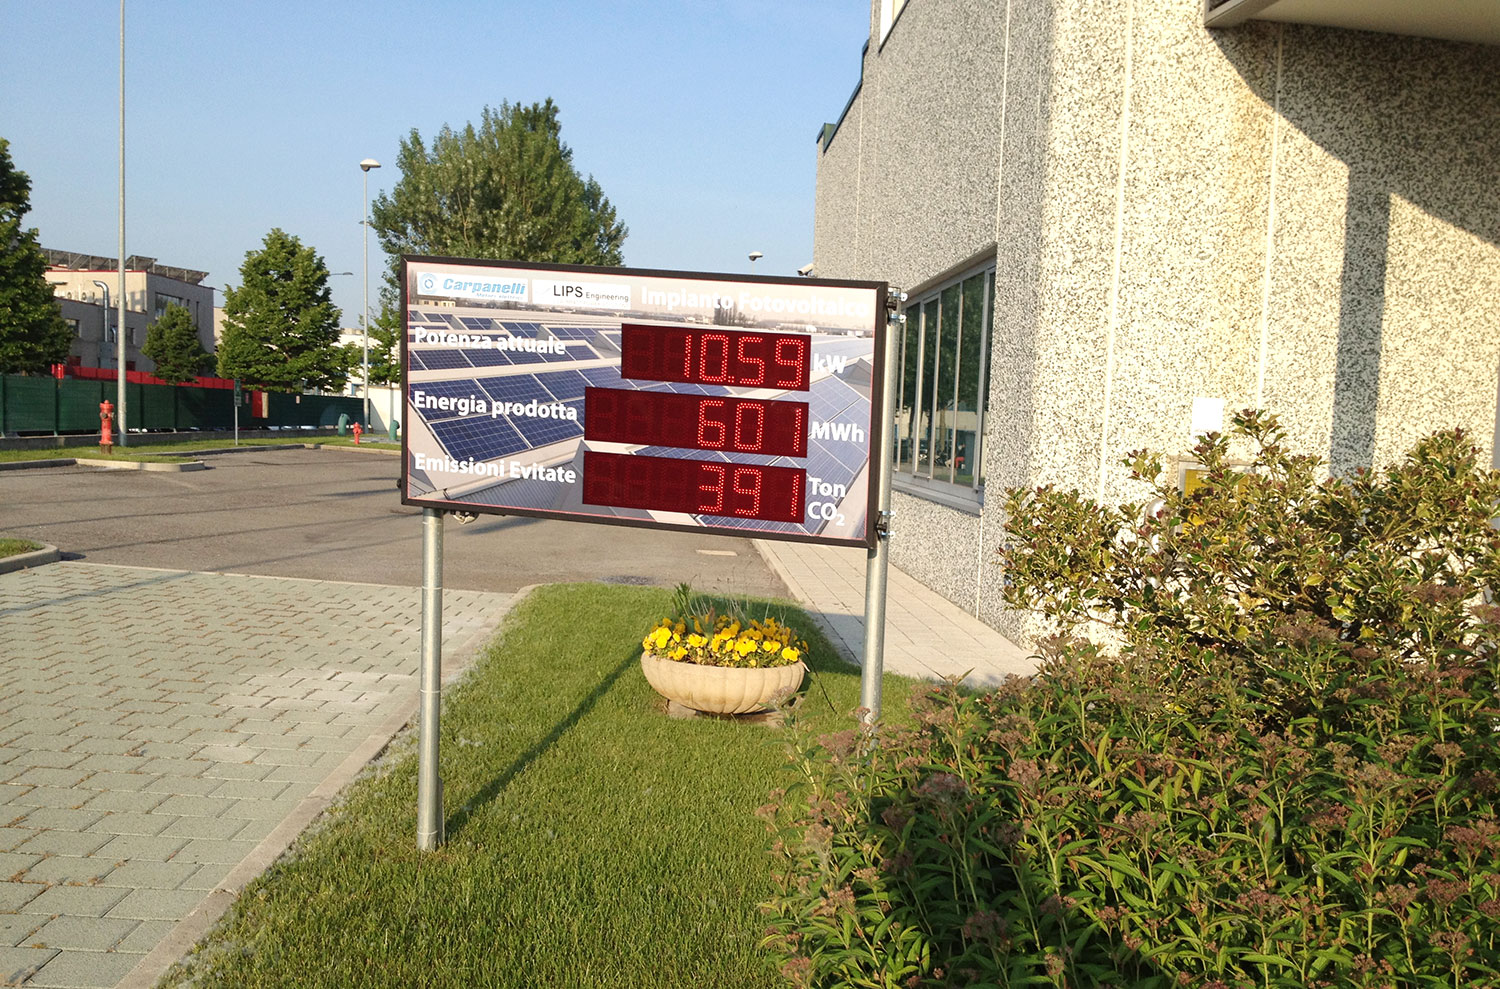 Carpanelli LIPS Engineering Impianto Fotovoltaico
Potenza attuale 10.59 kW
Energia prodotta 601 MWh
Emissioni Evitate 391 Ton CO2